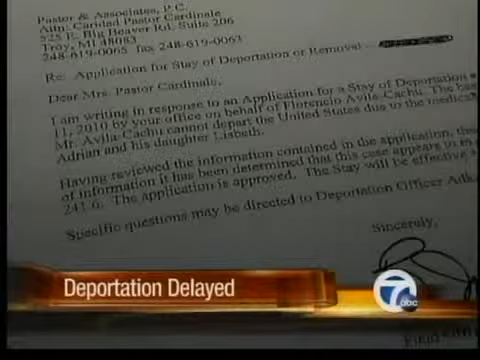 Pastor & Associates, P.C.
Attn: Caridad Pastor Cardinale
525 E. Big Beaver Rd. Suite 206
Troy, MI 48083
248-619-0065 fax 248-619-0063
Re: Application for Stay of Deportation or Removal –
Dear Mrs. Pastor Cardinale,
I am writing in response to an Application for a Stay of Deportation
11, 2010 by your office on behalf of Florencio Avila-Cachu. The
Mr. Avila-Cachu cannot depart the United States due to the
Adrian and his daughter Lisbeth.
Having reviewed the information contained in the application,
of information it has been determined that this case appears
241.6. The application is approved. The Stay will be effective
Specific questions may be directed to Deportation Officer
Sincerely,
Deportation Delayed
7
abc